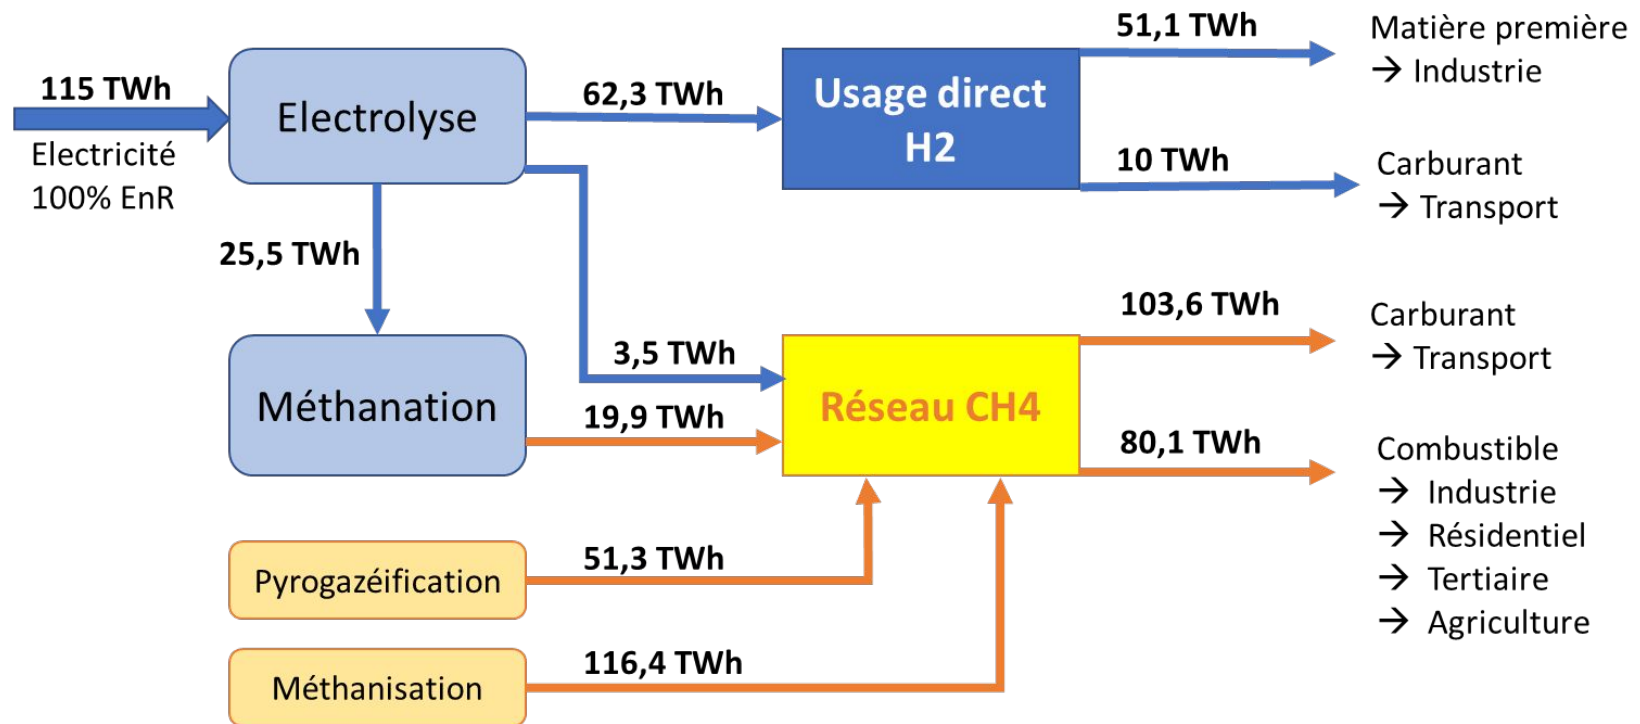 115 TWh
Electricité
100% EnR
Electrolyse
62,3 TWh
Usage direct
H2
51,1 TWh
Matière première
→ Industrie
10 TWh
Carburant
→ Transport
25,5 TWh
Méthanation
3,5 TWh
19,9 TWh
Réseau CH4
103,6 TWh
Carburant
→ Transport
80,1 TWh
Combustible
→ Industrie
→ Résidentiel
→ Tertiaire
→ Agriculture
Pyrogazéification
51,3 TWh
Méthanisation
116,4 TWh